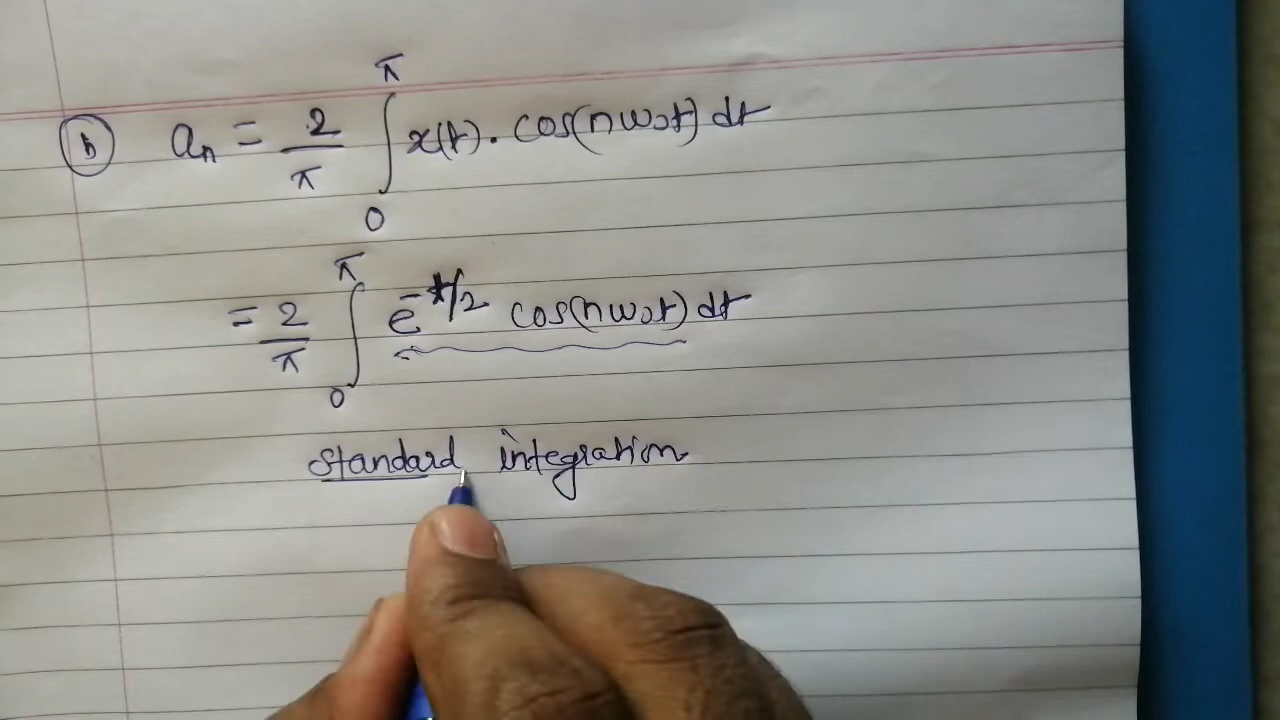 (b) aₙ = 2/π ∫₀^π x(t). cos(nω₀t) dt
= 2/π ∫₀^π e^(-t/2) cos(nω₀t) dt
standard integration